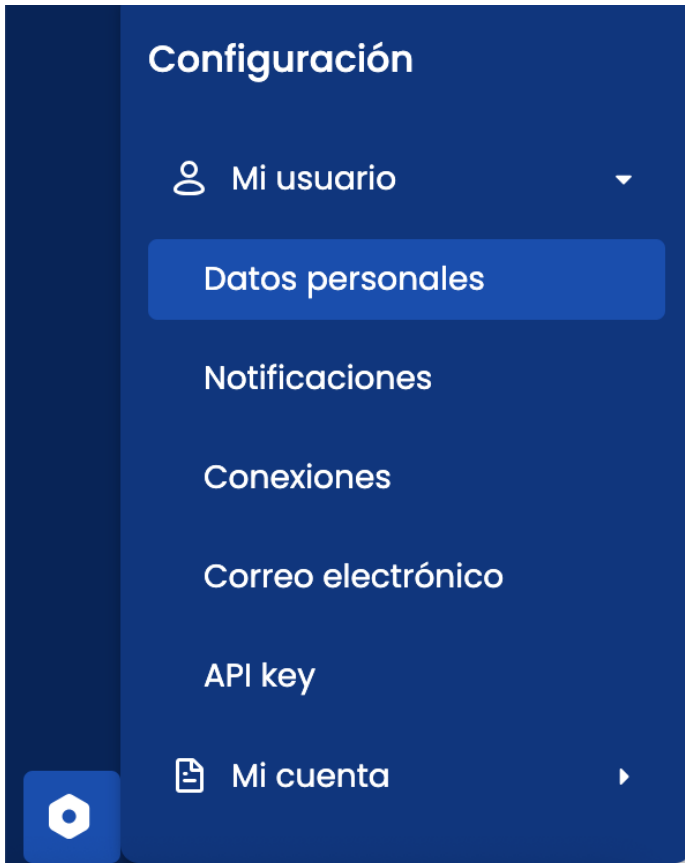 Configuración
Mi usuario
Datos personales
Notificaciones
Conexiones
Correo electrónico
API key
Mi cuenta